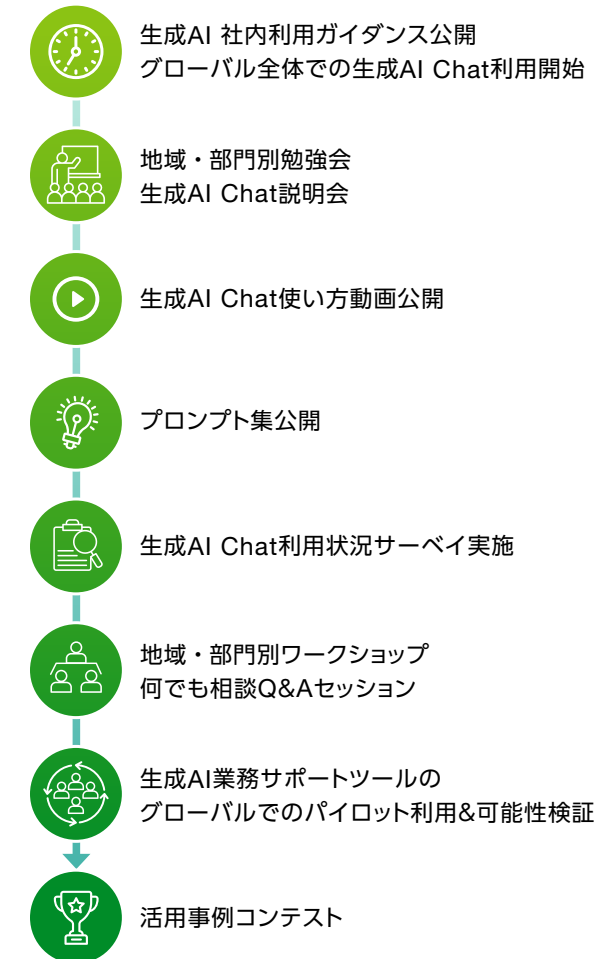 生成AI 社内利用ガイダンス公開
グローバル全体での生成AI Chat利用開始
地域・部門別勉強会
生成AI Chat説明会
生成AI Chat使い方動画公開
プロンプト集公開
生成AI Chat利用状況サーベイ実施
地域・部門別ワークショップ
何でも相談Q&Aセッション
生成AI業務サポートツールの
グローバルでのパイロット利用&可能性検証
活用事例コンテスト